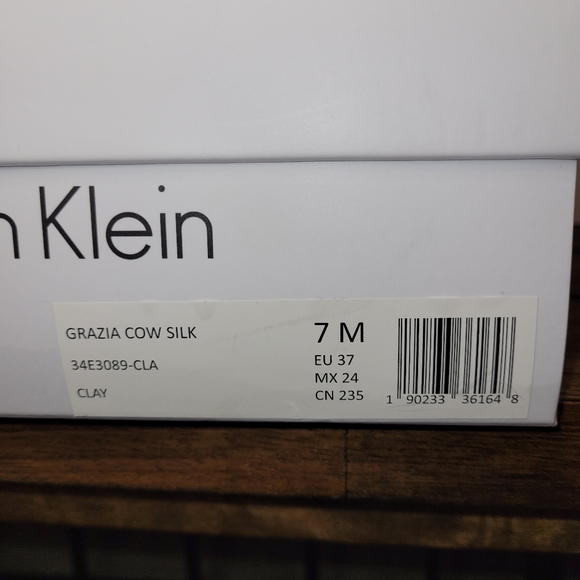 n Klein
GRAZIA COW SILK
34E3089-CLA
CLAY
7 M
EU 37
MX 24
CN 235
1 90233 36164 8